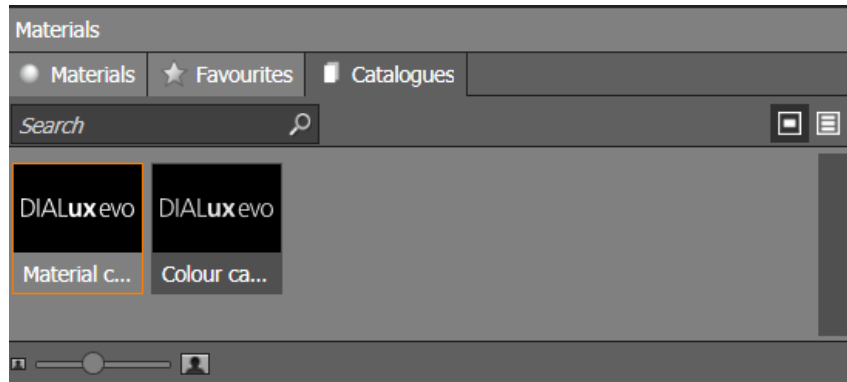 Materials
Materials Favourites Catalogues
Search
DIALux evo DIALux evo
Material c... Colour ca...